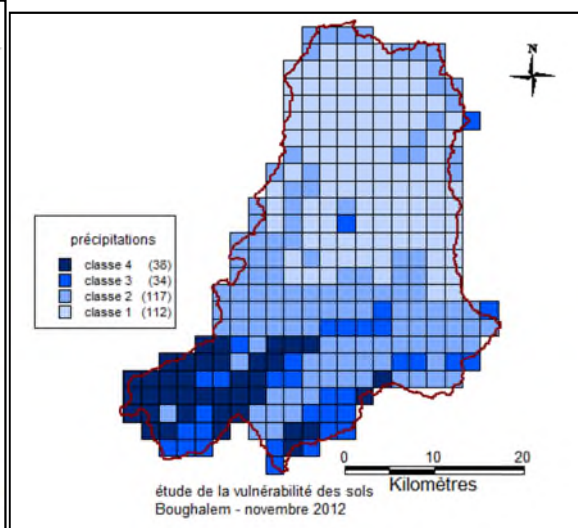 N
précipitations
classe 4 (38)
classe 3 (34)
classe 2 (117)
classe 1 (112)
0 10 20
Kilomètres
étude de la vulnérabilité des sols
Boughalem - novembre 2012